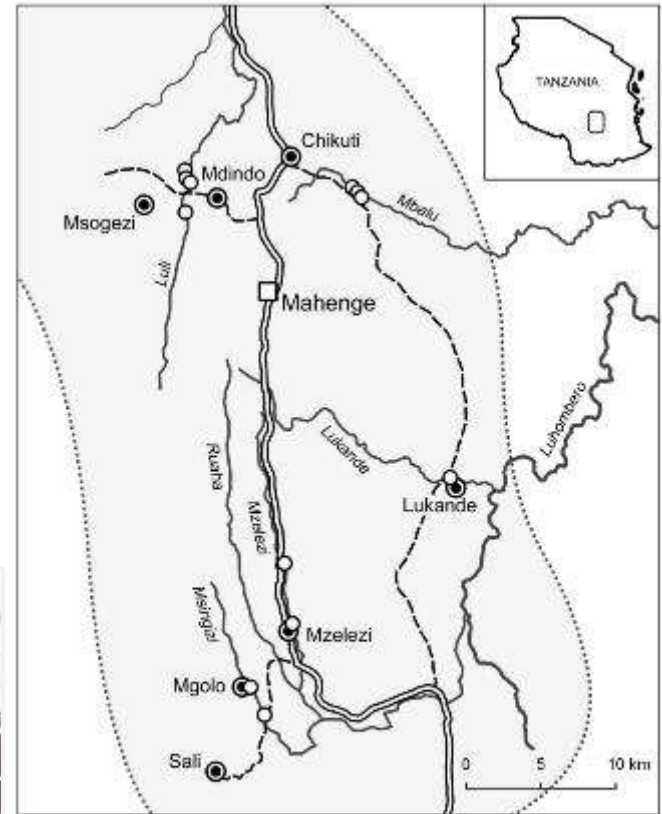 TANZANIA
Chikuti
Mdindo
Mbalu
Msogezi
Luli
Mahenge
Luhombero
Ruaha
Lukande
Lukande
Mzelezi
Msingizi
Mzelezi
Mgolo
Sali
0 5 10 km